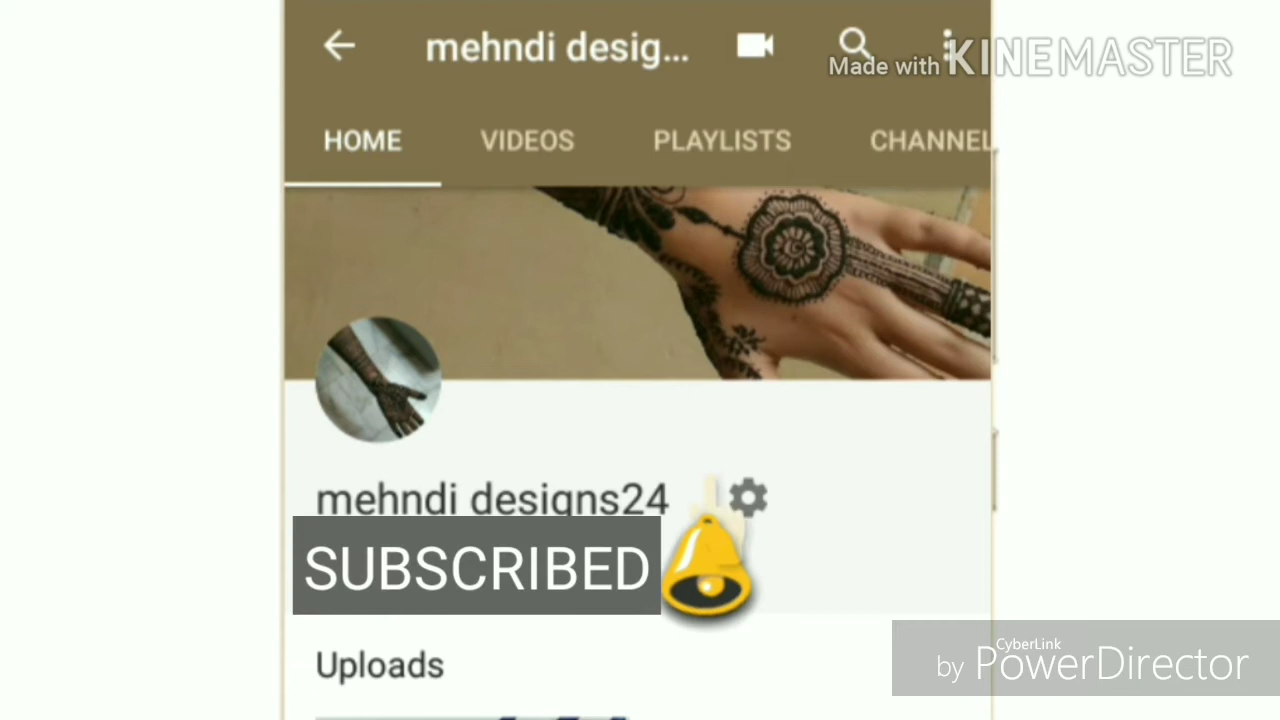 mehndi desig...
Made with KINEMASTER
HOME VIDEOS PLAYLISTS CHANNEL
mehndi designs24
SUBSCRIBED
Uploads
CyberLink
by PowerDirector